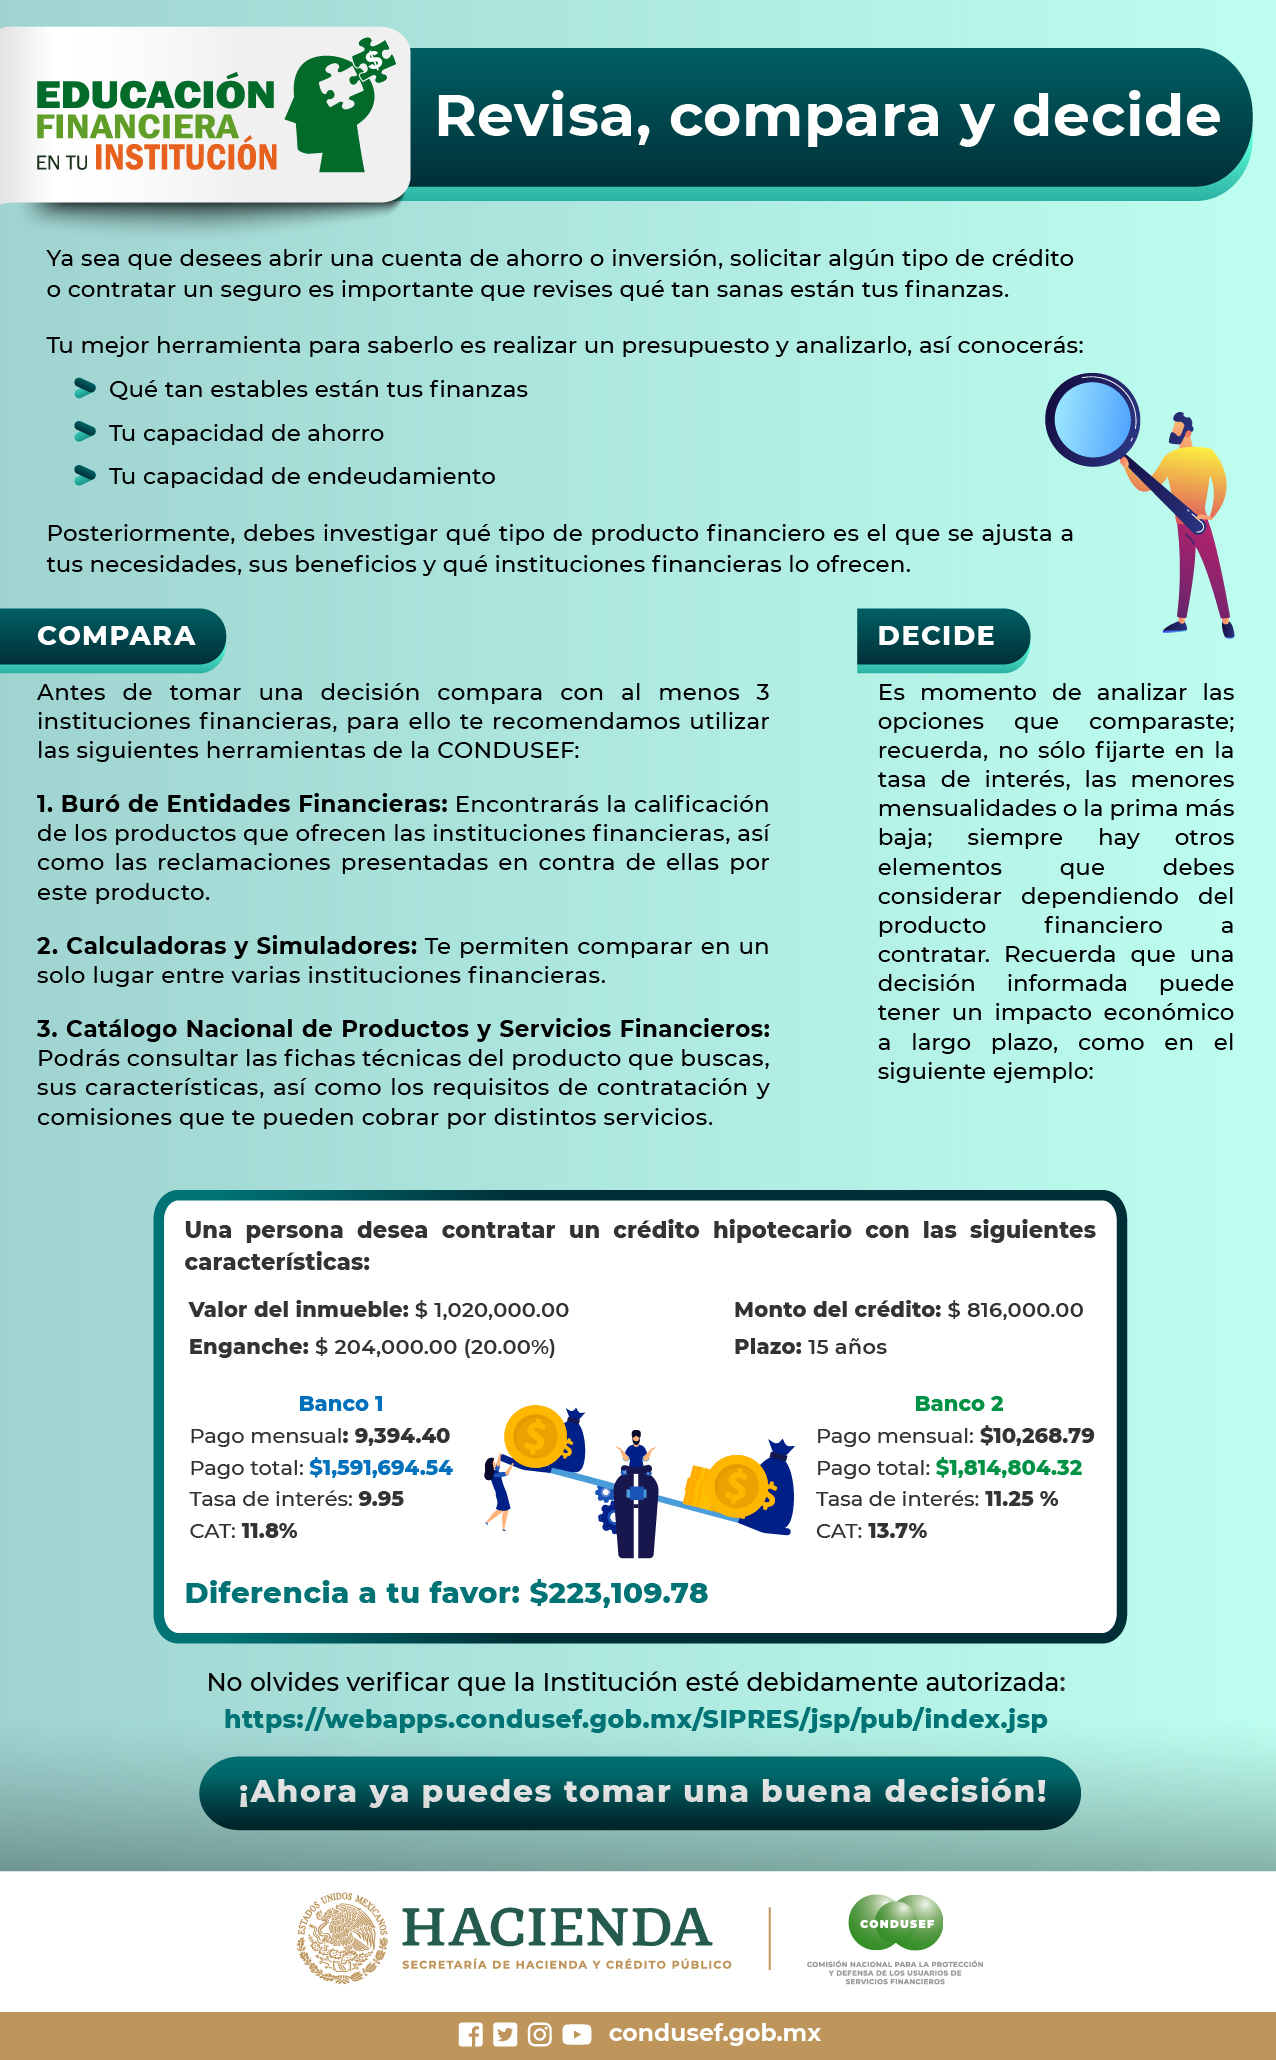 EDUCACIÓN
FINANCIERA
EN TU INSTITUCIÓN
$
Revisa, compara y decide
Ya sea que desees abrir una cuenta de ahorro o inversión, solicitar algún tipo de crédito
o contratar un seguro es importante que revises qué tan sanas están tus finanzas.
Tu mejor herramienta para saberlo es realizar un presupuesto y analizarlo, así conocerás:
Qué tan estables están tus finanzas
Tu capacidad de ahorro
Tu capacidad de endeudamiento
Posteriormente, debes investigar qué tipo de producto financiero es el que se ajusta a
tus necesidades, sus beneficios y qué instituciones financieras lo ofrecen.
COMPARA
Antes de tomar una decisión compara con al menos 3
instituciones financieras, para ello te recomendamos utilizar
las siguientes herramientas de la CONDUSEF:
1. Buró de Entidades Financieras: Encontrarás la calificación
de los productos que ofrecen las instituciones financieras, así
como las reclamaciones presentadas en contra de ellas por
este producto.
2. Calculadoras y Simuladores: Te permiten comparar en un
solo lugar entre varias instituciones financieras.
3. Catálogo Nacional de Productos y Servicios Financieros:
Podrás consultar las fichas técnicas del producto que buscas,
sus características, así como los requisitos de contratación y
comisiones que te pueden cobrar por distintos servicios.
DECIDE
Es momento de analizar las
opciones que comparaste;
recuerda, no sólo fijarte en la
tasa de interés, las menores
mensualidades o la prima más
baja; siempre hay otros
elementos que debes
considerar dependiendo del
producto financiero a
contratar. Recuerda que una
decisión informada puede
tener un impacto económico
a largo plazo, como en el
siguiente ejemplo:
Una persona desea contratar un crédito hipotecario con las siguientes
características:
Valor del inmueble: $ 1,020,000.00
Enganche: $ 204,000.00 (20.00%)
Monto del crédito: $ 816,000.00
Plazo: 15 años
Banco 1
Pago mensual: 9,394.40
Pago total: $1,591,694.54
Tasa de interés: 9.95
CAT: 11.8%
$ $
$ $
Banco 2
Pago mensual: $10,268.79
Pago total: $1,814,804.32
Tasa de interés: 11.25 %
CAT: 13.7%
Diferencia a tu favor: $223,109.78
No olvides verificar que la Institución esté debidamente autorizada:
https://webapps.condusef.gob.mx/SIPRES/jsp/pub/index.jsp
¡Ahora ya puedes tomar una buena decisión!
ESTADOS UNIDOS MEXICANOS
HACIENDA
SECRETARÍA DE HACIENDA Y CRÉDITO PÚBLICO
CONDUSEF
COMISIÓN NACIONAL PARA LA PROTECCIÓN
Y DEFENSA DE LOS USUARIOS DE
SERVICIOS FINANCIEROS
condusef.gob.mx